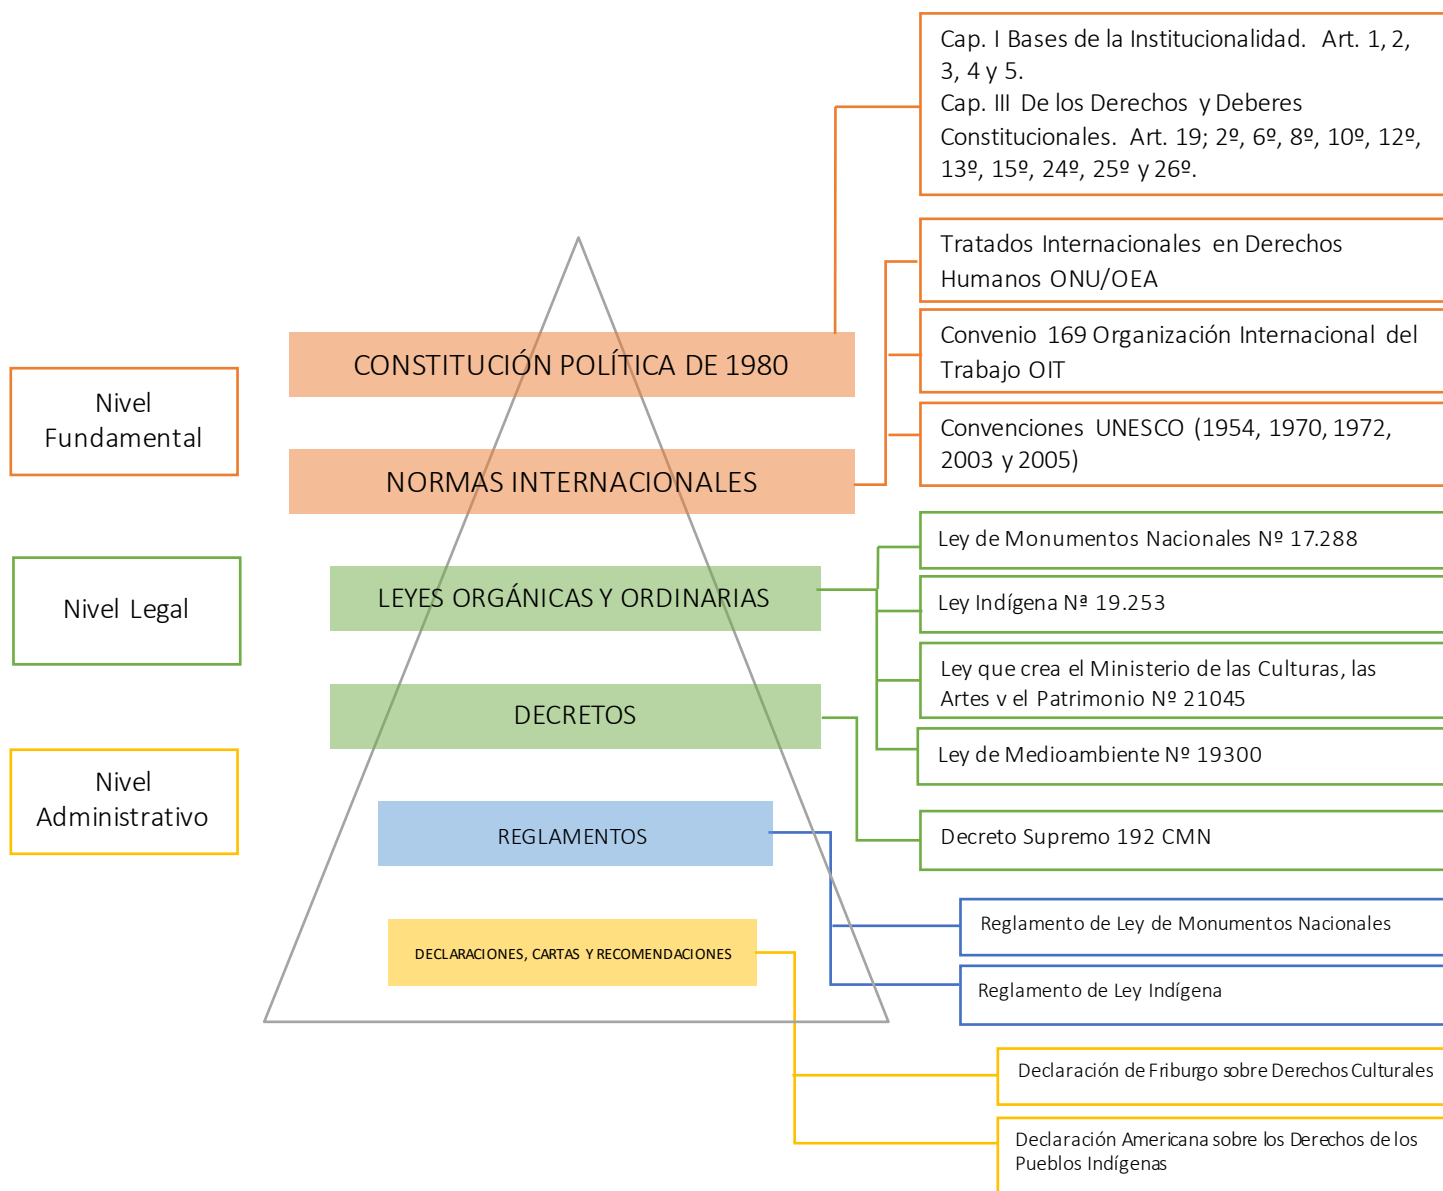 Cap. I Bases de la Institucionalidad. Art. 1, 2,
3, 4 y 5.
Cap. III De los Derechos y Deberes
Constitucionales. Art. 19; 2º, 6º, 8º, 10º, 12º,
13º, 15º, 24º, 25º y 26º.
Tratados Internacionales en Derechos
Humanos ONU/OEA
CONSTITUCIÓN POLÍTICA DE 1980
Convenio 169 Organización Internacional del
Trabajo OIT
Nivel
Fundamental
NORMAS INTERNACIONALES
Convenciones UNESCO (1954, 1970, 1972,
2003 y 2005)
Ley de Monumentos Nacionales Nº 17.288
Nivel Legal
LEYES ORGÁNICAS Y ORDINARIAS
Ley Indígena Nª 19.253
Ley que crea el Ministerio de las Culturas, las
Artes v el Patrimonio Nº 21045
DECRETOS
Ley de Medioambiente Nº 19300
Nivel
Administrativo
REGLAMENTOS
Decreto Supremo 192 CMN
Reglamento de Ley de Monumentos Nacionales
DECLARACIONES, CARTAS Y RECOMENDACIONES
Reglamento de Ley Indígena
Declaración de Friburgo sobre Derechos Culturales
Declaración Americana sobre los Derechos de los
Pueblos Indígenas